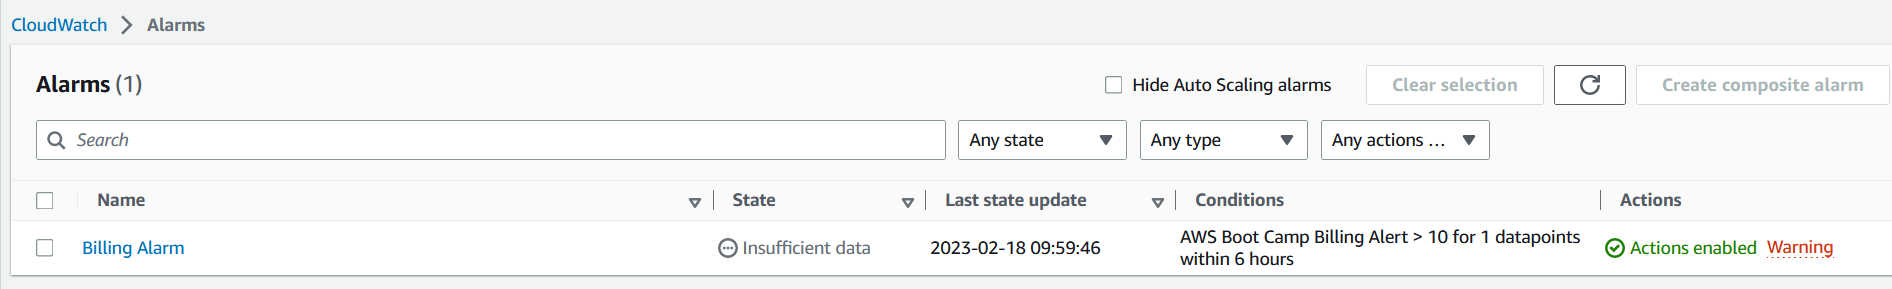 CloudWatch > Alarms
Alarms (1)
Hide Auto Scaling alarms
Clear selection
Create composite alarm
Search
Any state
Any type
Any actions ...
Name
State
Last state update
Conditions
Actions
Billing Alarm
Insufficient data
2023-02-18 09:59:46
AWS Boot Camp Billing Alert > 10 for 1 datapoints
within 6 hours
Actions enabled
Warning